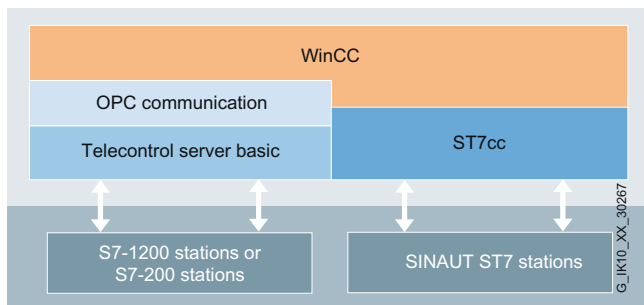 WinCC
OPC communication
Telecontrol server basic
ST7cc
S7-1200 stations or
S7-200 stations
SINAUT ST7 stations
G_IK10_XX_30267